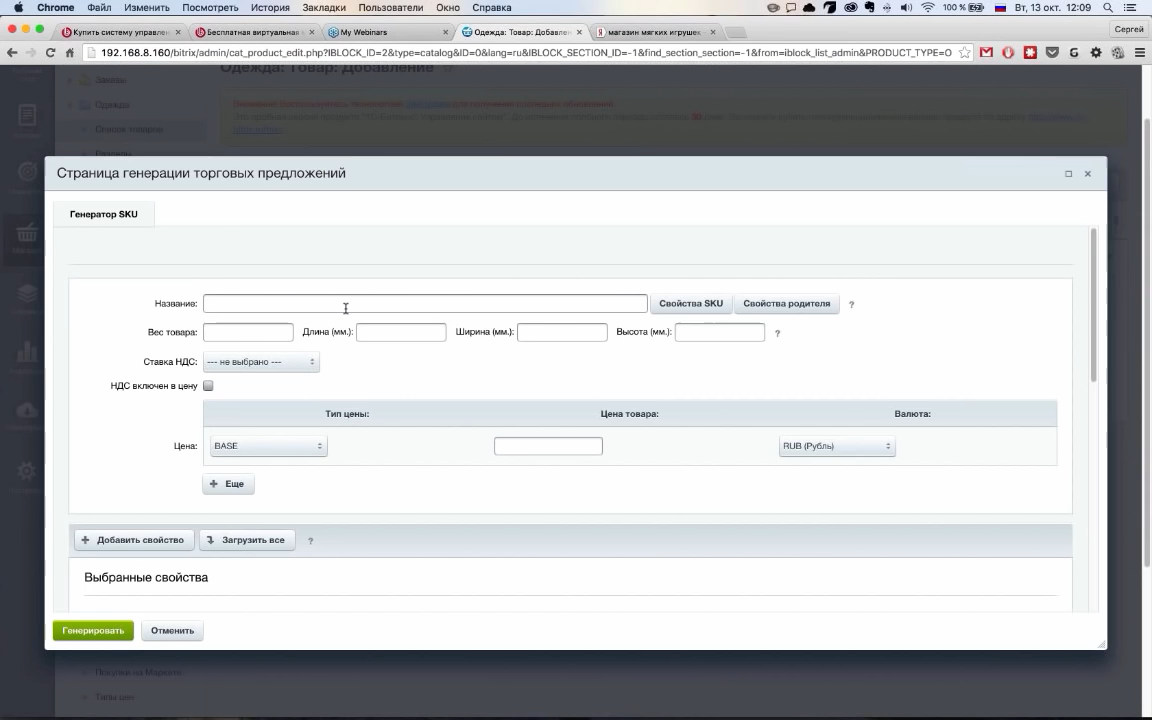 Chrome Файл Изменить Посмотреть История Закладки Пользователи Окно Справка 100 % Вт, 13 окт. 12:09
Купить систему управлен Бесплатная виртуальная My Webinars Одежда: Товар: Добавлен магазин мягких игрушек Сергей
192.168.8.160/bitrix/admin/cat_product_edit.php?IBLOCK_ID=2&type=catalog&ID=0&lang=ru&IBLOCK_SECTION_ID=-1&find_section_section=-1&from=iblock_list_admin&PRODUCT_TYPE=O
Заказы
Одежда: Товар: Добавление
Одежда
Список товаров
Разделы
Страница генерации торговых предложений
Генератор SKU
Название: Свойства SKU Свойства родителя ?
Вес товара: Длина (мм.): Ширина (мм.): Высота (мм.): ?
Ставка НДС: --- не выбрано ---
НДС включен в цену
Тип цены: Цена товара: Валюта:
Цена: BASE RUB (Рубль)
+ Еще
+ Добавить свойство Загрузить все ?
Выбранные свойства
Генерировать Отменить
Покупки на Маркете
Типы цен